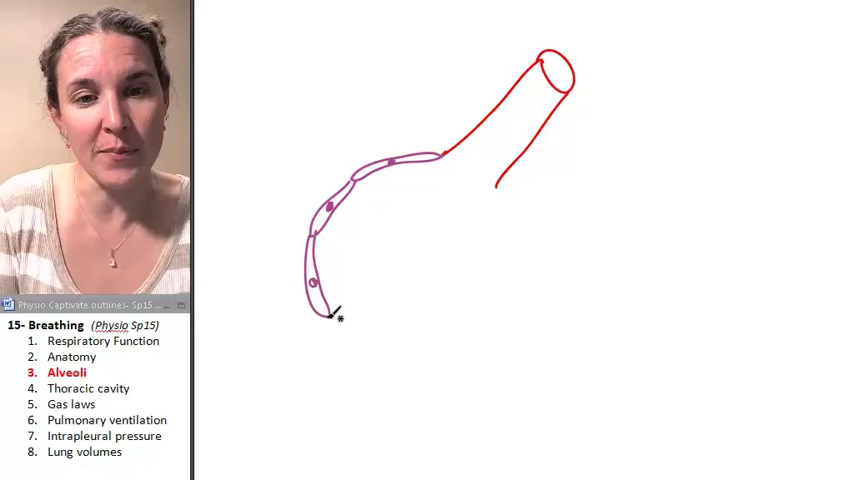 Physio Captivate outlines- Sp15 ...
15- Breathing (Physio Sp15)
1. Respiratory Function
2. Anatomy
3. Alveoli
4. Thoracic cavity
5. Gas laws
6. Pulmonary ventilation
7. Intrapleural pressure
8. Lung volumes